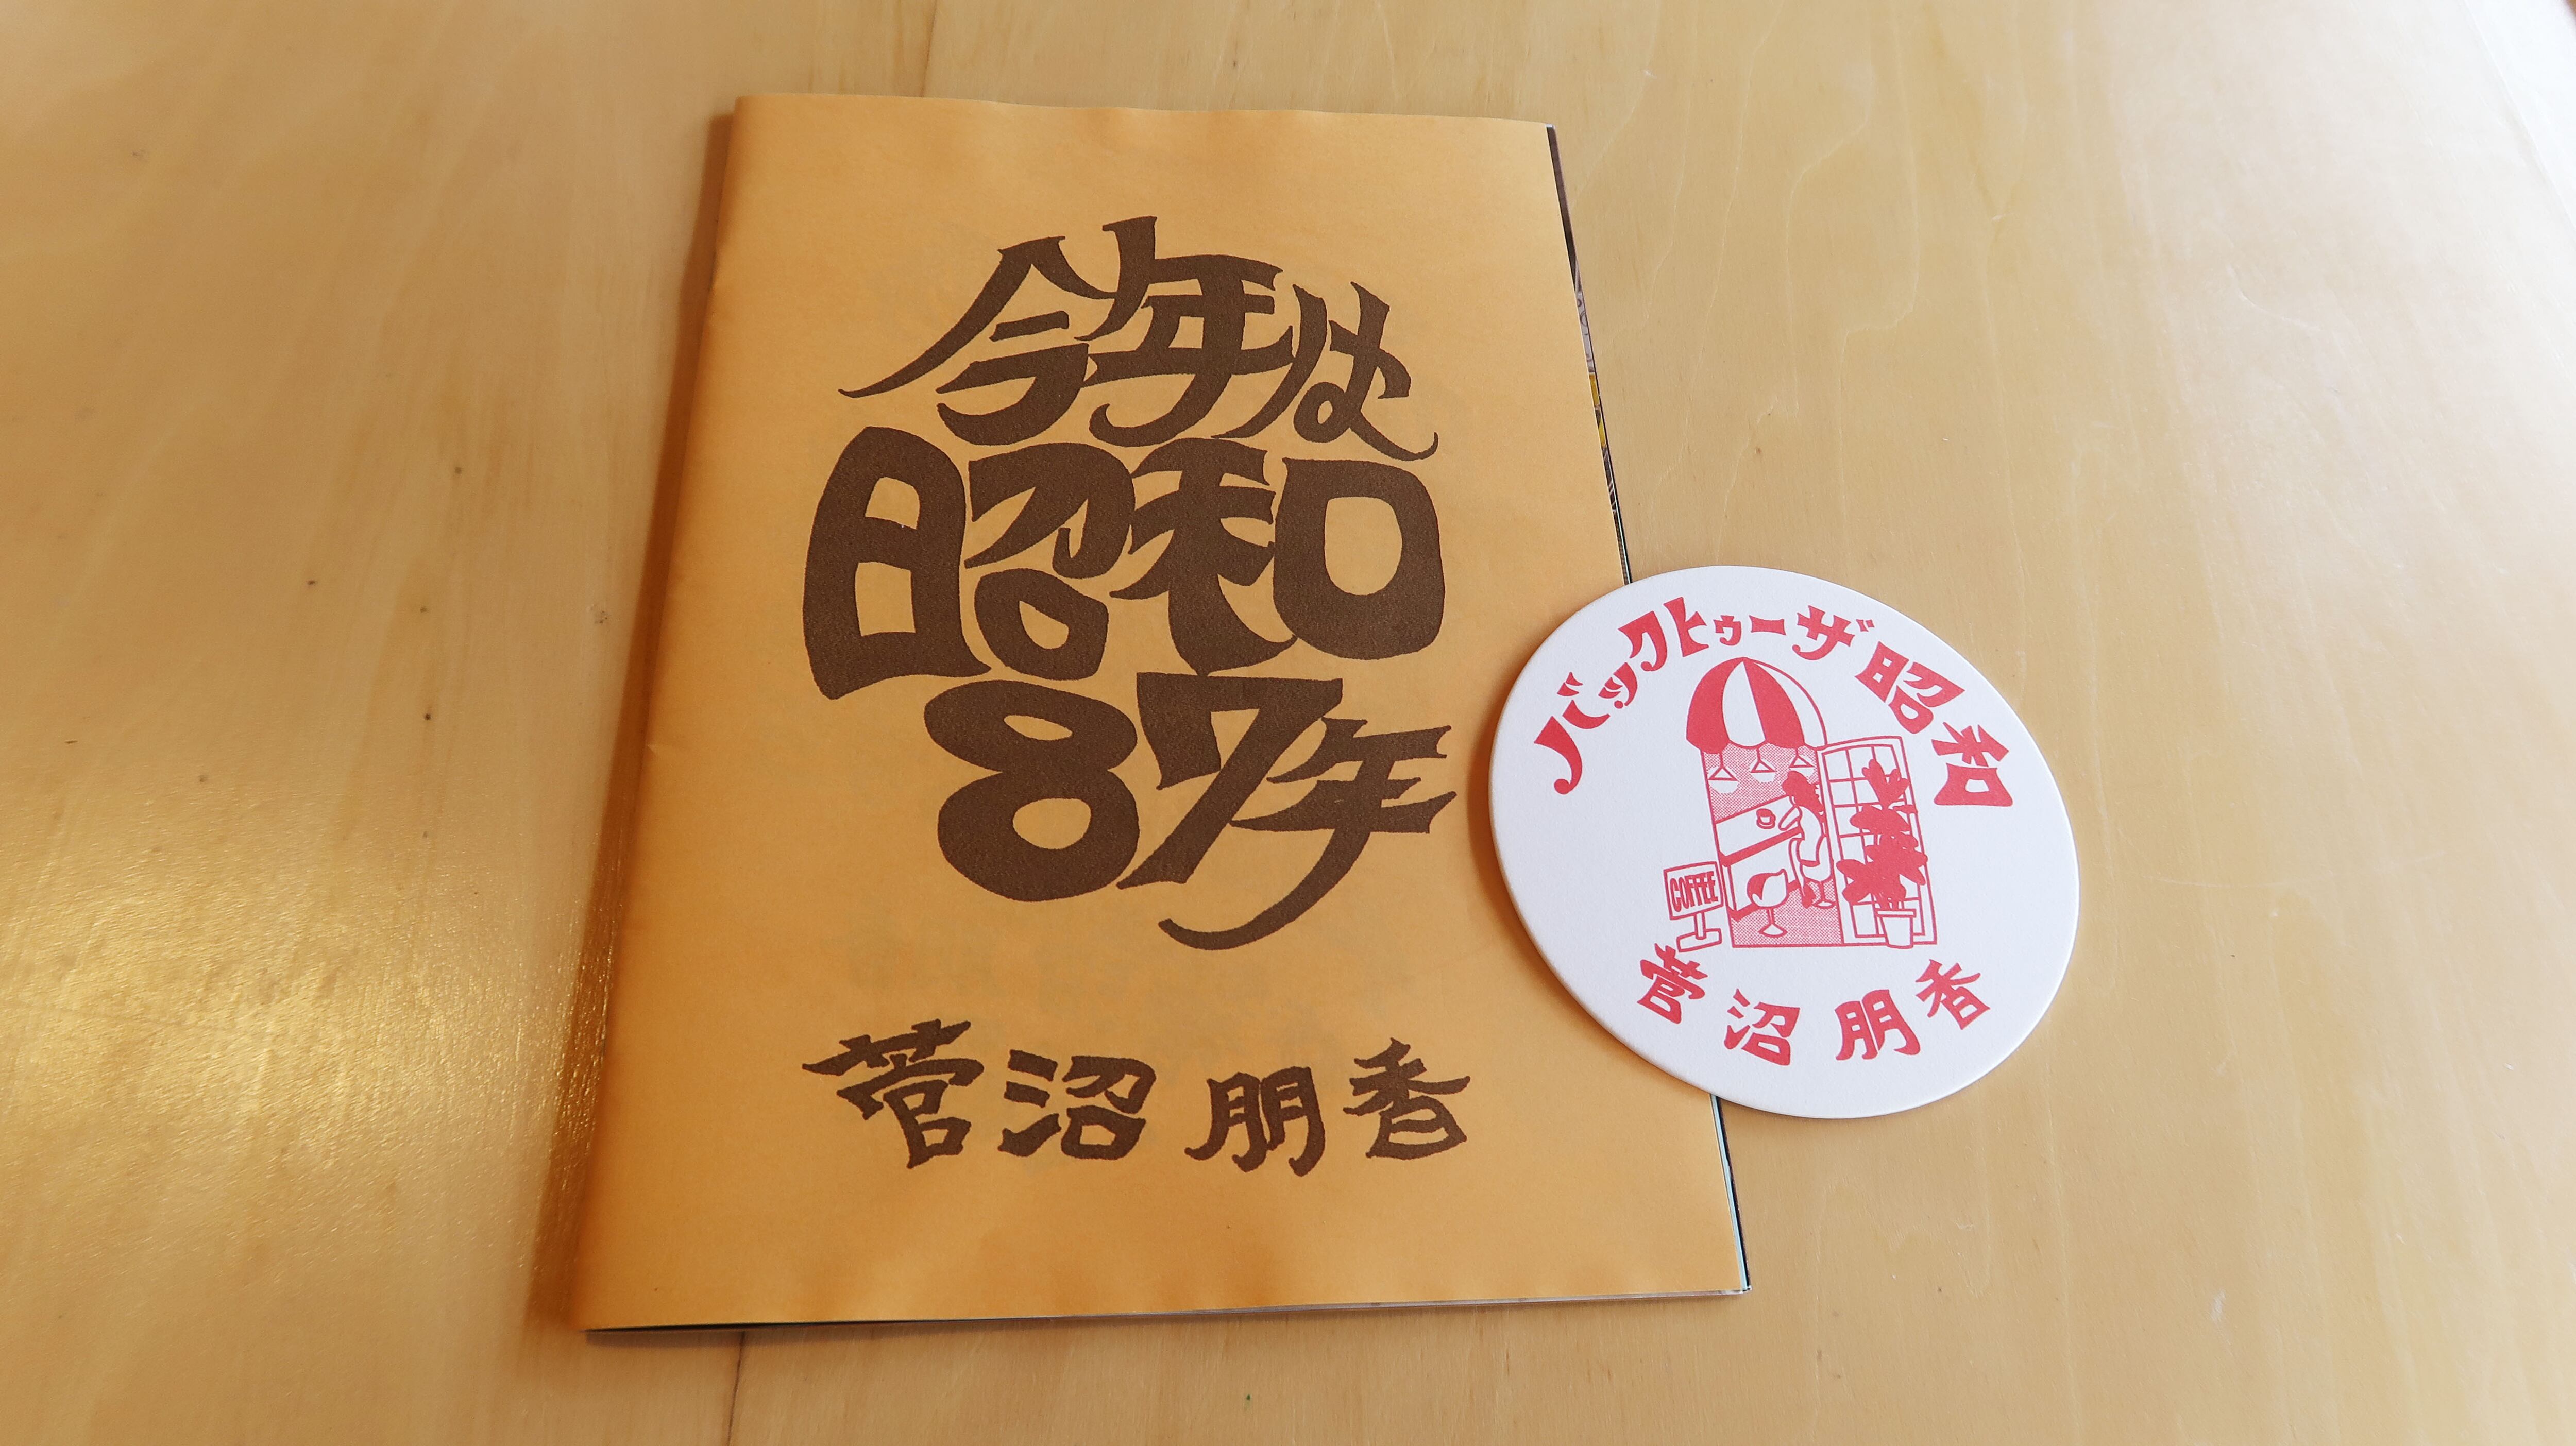 今年は
昭和
87年
菅沼 朋香
バックトゥーザ昭和
COFFEE
菅沼朋香